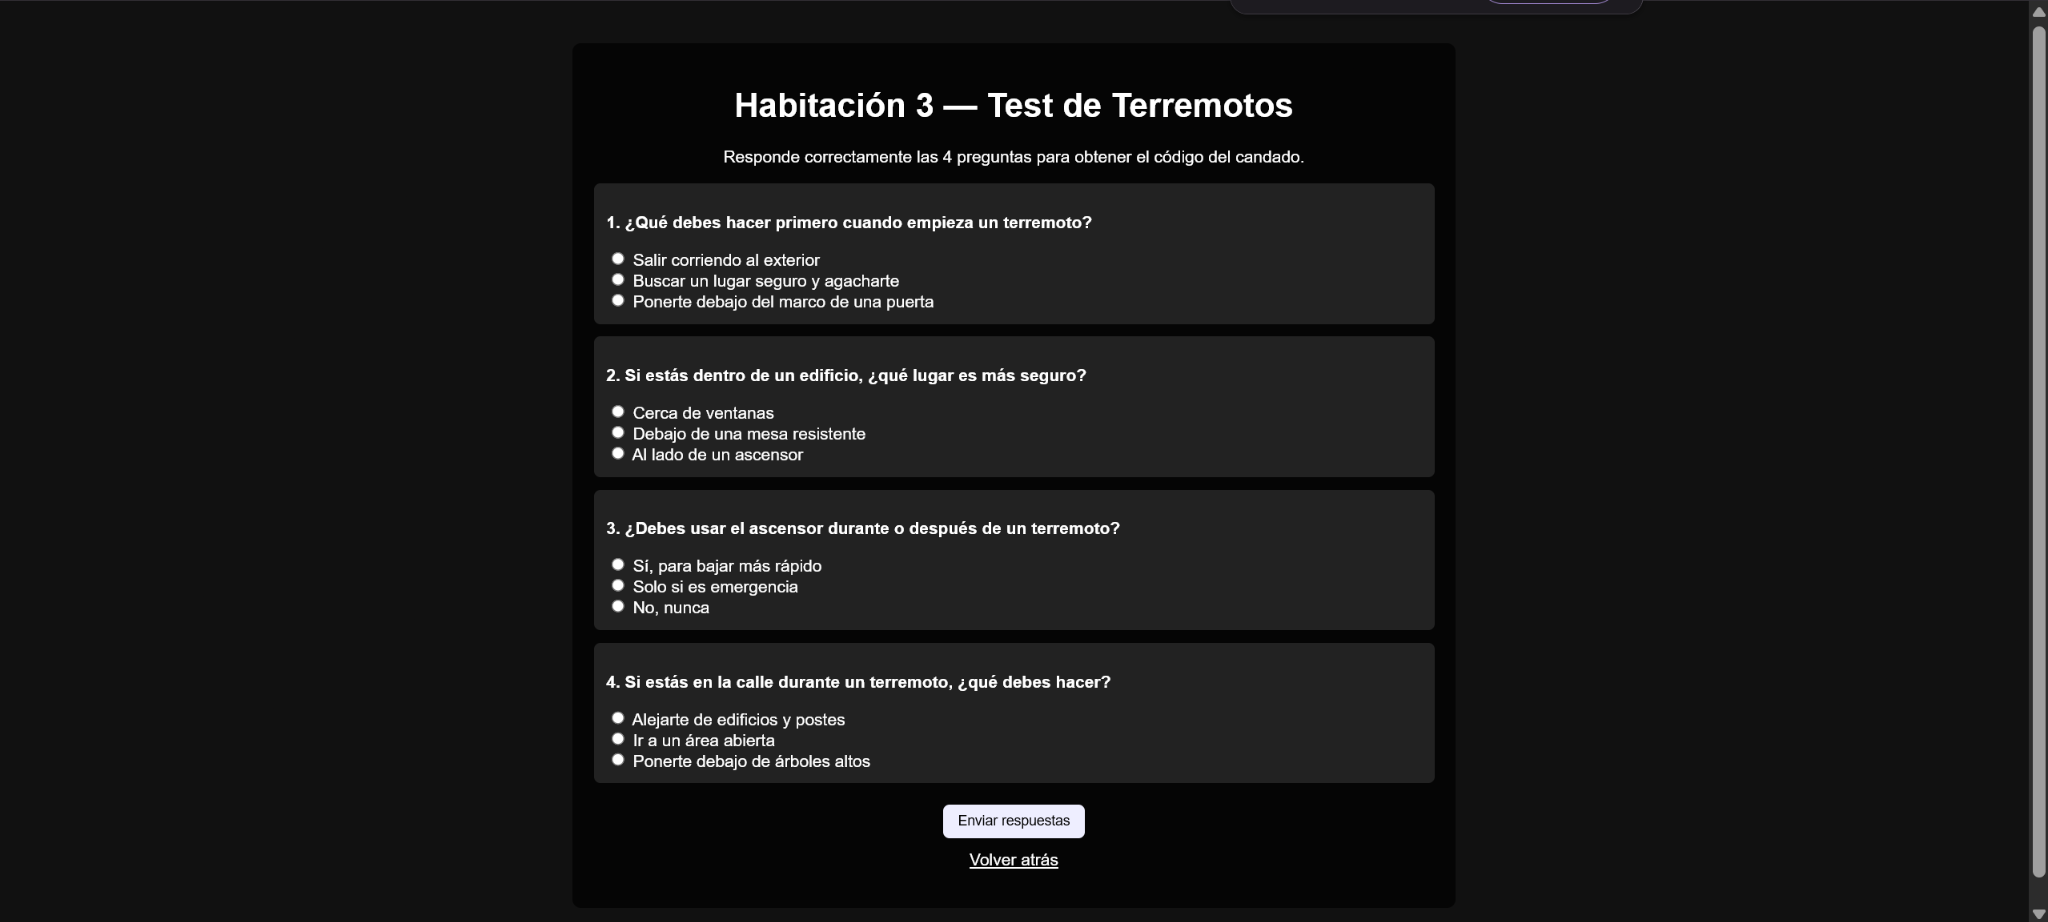 Habitación 3 — Test de Terremotos
Responde correctamente las 4 preguntas para obtener el código del candado.
1. ¿Qué debes hacer primero cuando empieza un terremoto?
Salir corriendo al exterior
Buscar un lugar seguro y agacharte
Ponerte debajo del marco de una puerta
2. Si estás dentro de un edificio, ¿qué lugar es más seguro?
Cerca de ventanas
Debajo de una mesa resistente
Al lado de un ascensor
3. ¿Debes usar el ascensor durante o después de un terremoto?
Sí, para bajar más rápido
Solo si es emergencia
No, nunca
4. Si estás en la calle durante un terremoto, ¿qué debes hacer?
Alejarte de edificios y postes
Ir a un área abierta
Ponerte debajo de árboles altos
Enviar respuestas
Volver atrás